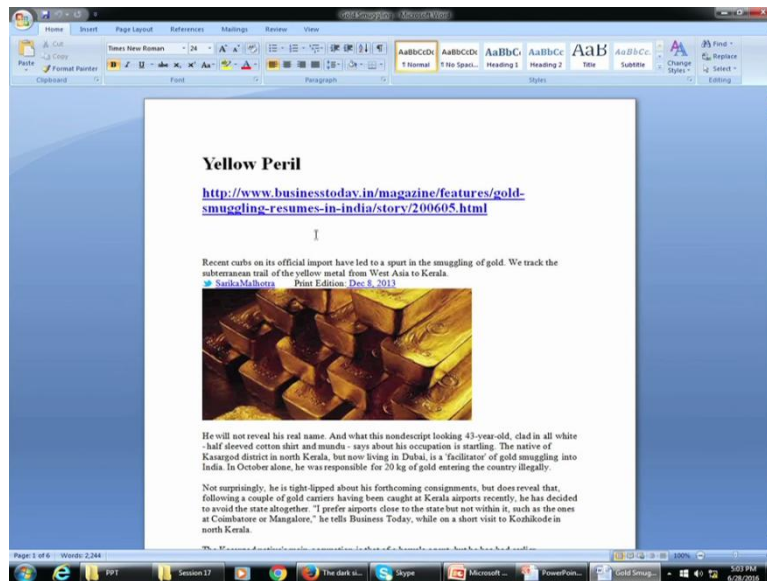 Gold Smuggling - Microsoft Word
Home Insert Page Layout References Mailings Review View
Paste
Cut
Copy
Format Painter
Clipboard
Times New Roman 24
Font
Paragraph
AaBbCcDc AaBbCcDc AaBbC AaBbCc AaB AaBbCc.
¶ Normal ¶ No Spaci... Heading 1 Heading 2 Title Subtitle
Change
Styles
Styles
Find
Replace
Select
Editing
Yellow Peril
http://www.businesstoday.in/magazine/features/gold-
smuggling-resumes-in-india/story/200605.html
Recent curbs on its official import have led to a spurt in the smuggling of gold. We track the
subterranean trail of the yellow metal from West Asia to Kerala.
SarikaMalhotra Print Edition: Dec 8, 2013
He will not reveal his real name. And what this nondescript looking 43-year-old, clad in all white
- half sleeved cotton shirt and mundu - says about his occupation is startling. The native of
Kasargod district in north Kerala, but now living in Dubai, is a 'facilitator' of gold smuggling into
India. In October alone, he was responsible for 20 kg of gold entering the country illegally.
Not surprisingly, he is tight-lipped about his forthcoming consignments, but does reveal that,
following a couple of gold carriers having been caught at Kerala airports recently, he has decided
to avoid the state altogether. "I prefer airports close to the state but not within it, such as the ones
at Coimbatore or Mangalore," he tells Business Today, while on a short visit to Kozhikode in
north Kerala.
Page: 1 of 6 Words: 2,244 100%
PPT Session 17 The dark si... Skype Microsoft ... PowerPoin... Gold Smug... 5:03 PM
6/28/2016